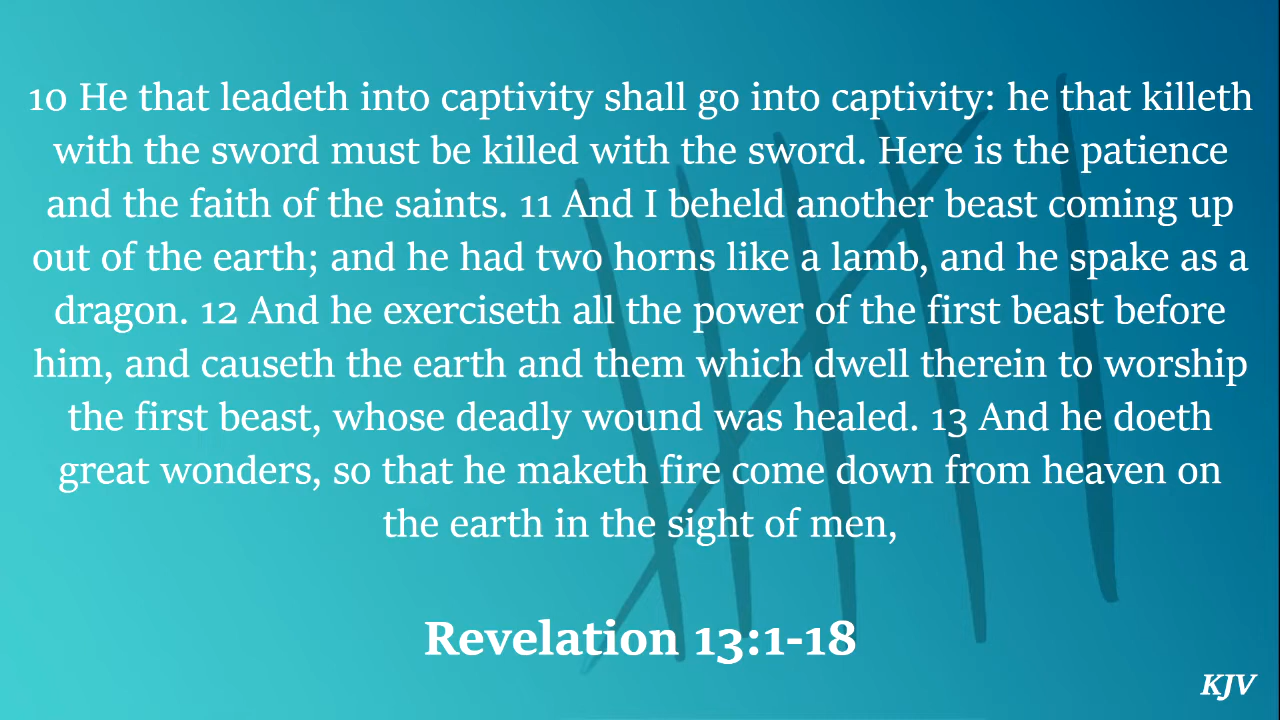 10 He that leadeth into captivity shall go into captivity: he that killeth
with the sword must be killed with the sword. Here is the patience
and the faith of the saints. 11 And I beheld another beast coming up
out of the earth; and he had two horns like a lamb, and he spake as a
dragon. 12 And he exerciseth all the power of the first beast before
him, and causeth the earth and them which dwell therein to worship
the first beast, whose deadly wound was healed. 13 And he doeth
great wonders, so that he maketh fire come down from heaven on
the earth in the sight of men,
Revelation 13:1-18
KJV